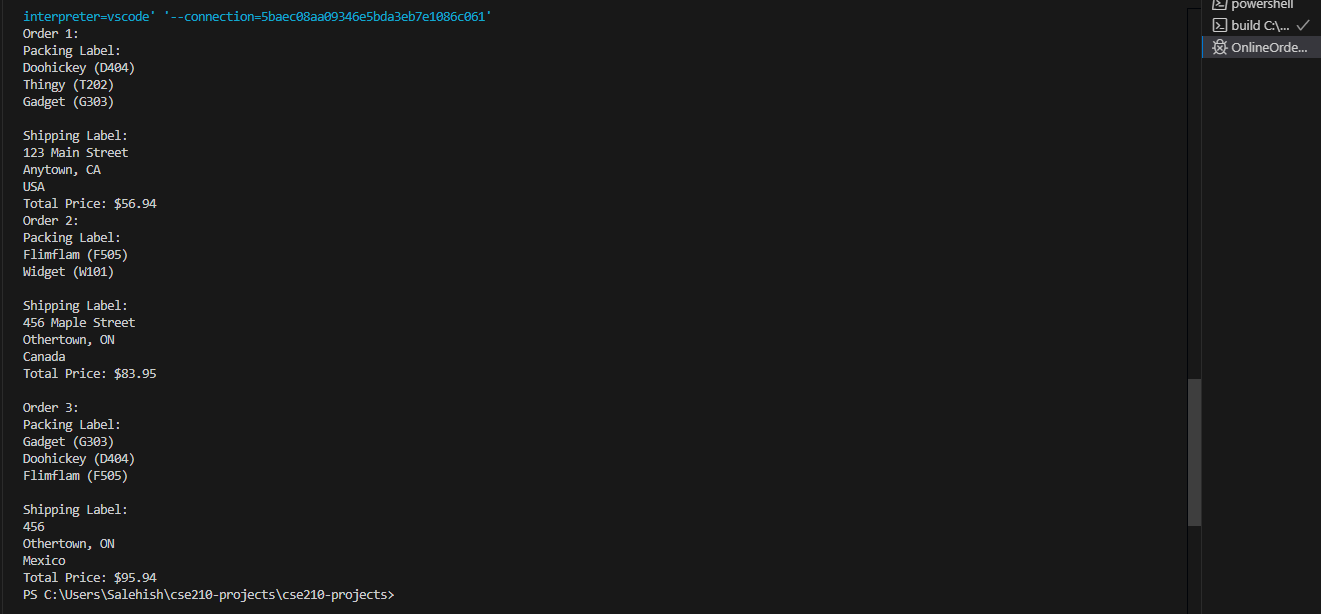 interpreter=vscode' '--connection=5baec08aa09346e5bda3eb7e1086c061'
Order 1:
Packing Label:
Doohickey (D404)
Thingy (T202)
Gadget (G303)

Shipping Label:
123 Main Street
Anytown, CA
USA
Total Price: $56.94
Order 2:
Packing Label:
Flimflam (F505)
Widget (W101)

Shipping Label:
456 Maple Street
Othertown, ON
Canada
Total Price: $83.95

Order 3:
Packing Label:
Gadget (G303)
Doohickey (D404)
Flimflam (F505)

Shipping Label:
456
Othertown, ON
Mexico
Total Price: $95.94
PS C:\Users\Salehish\cse210-projects\cse210-projects>
powershell
build C:\...
OnlineOrde...